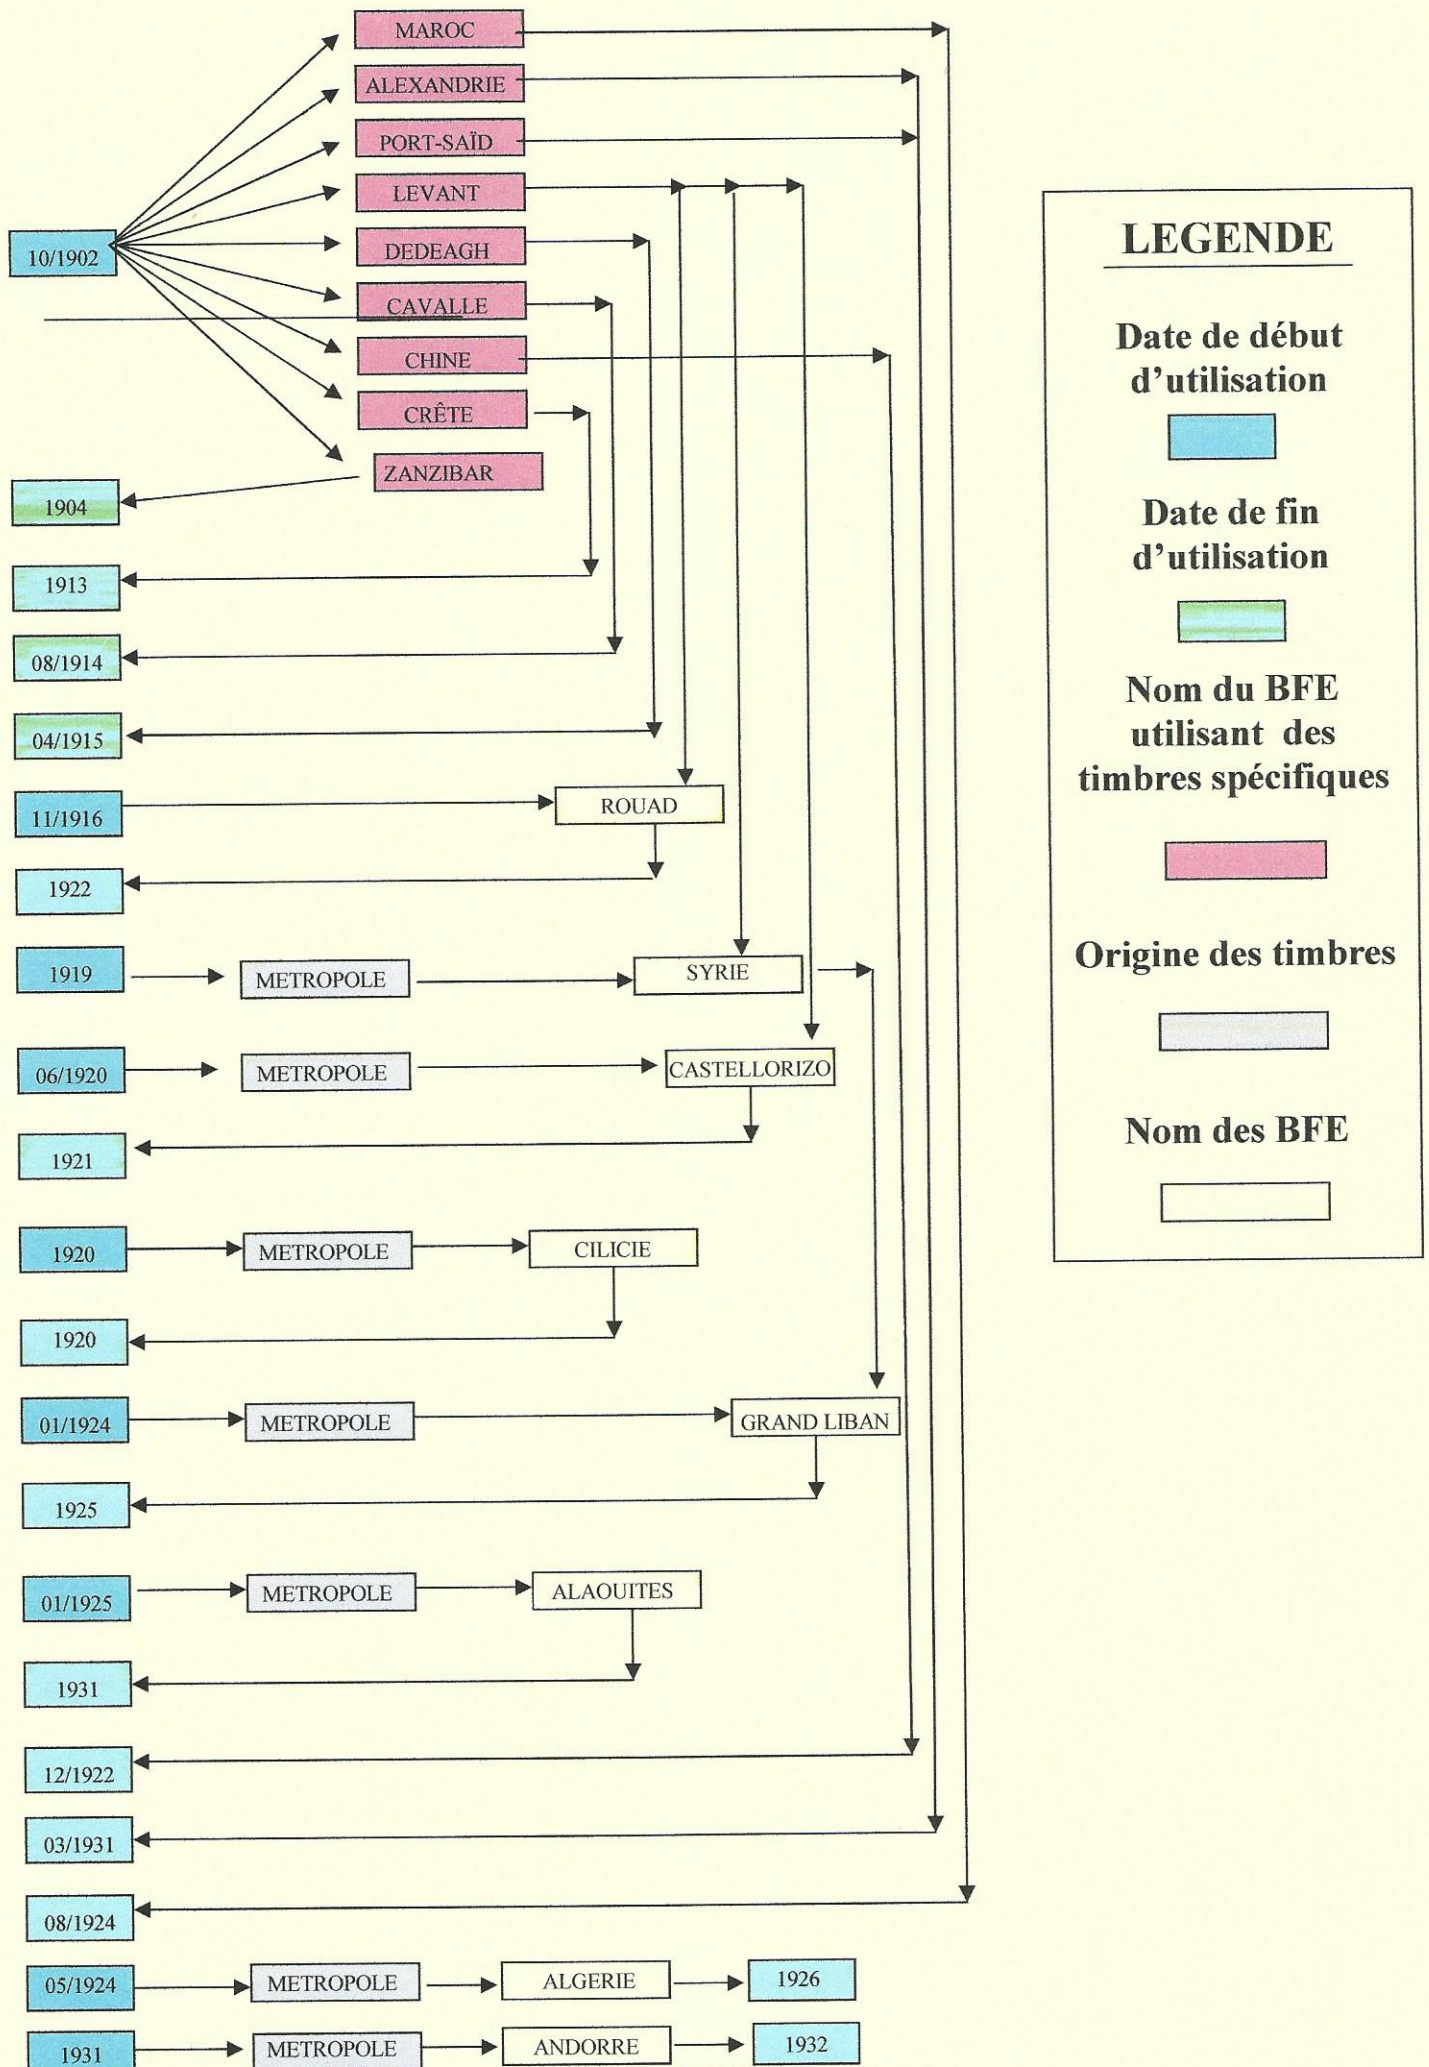 MAROC
ALEXANDRIE
PORT-SAÏD
LEVANT
10/1902
DEDEAGH
CAVALLE
CHINE
CRÊTE
ZANZIBAR
1904
1913
08/1914
04/1915
11/1916
ROUAD
1922
1919
METROPOLE
SYRIE
06/1920
METROPOLE
CASTELLORIZO
1921
1920
METROPOLE
CILICIE
1920
01/1924
METROPOLE
GRAND LIBAN
1925
01/1925
METROPOLE
ALAOUITES
1931
12/1922
03/1931
08/1924
05/1924
METROPOLE
ALGERIE
1926
1931
METROPOLE
ANDORRE
1932
LEGENDE
Date de début
d’utilisation
Date de fin
d’utilisation
Nom du BFE
utilisant des
timbres spécifiques
Origine des timbres
Nom des BFE